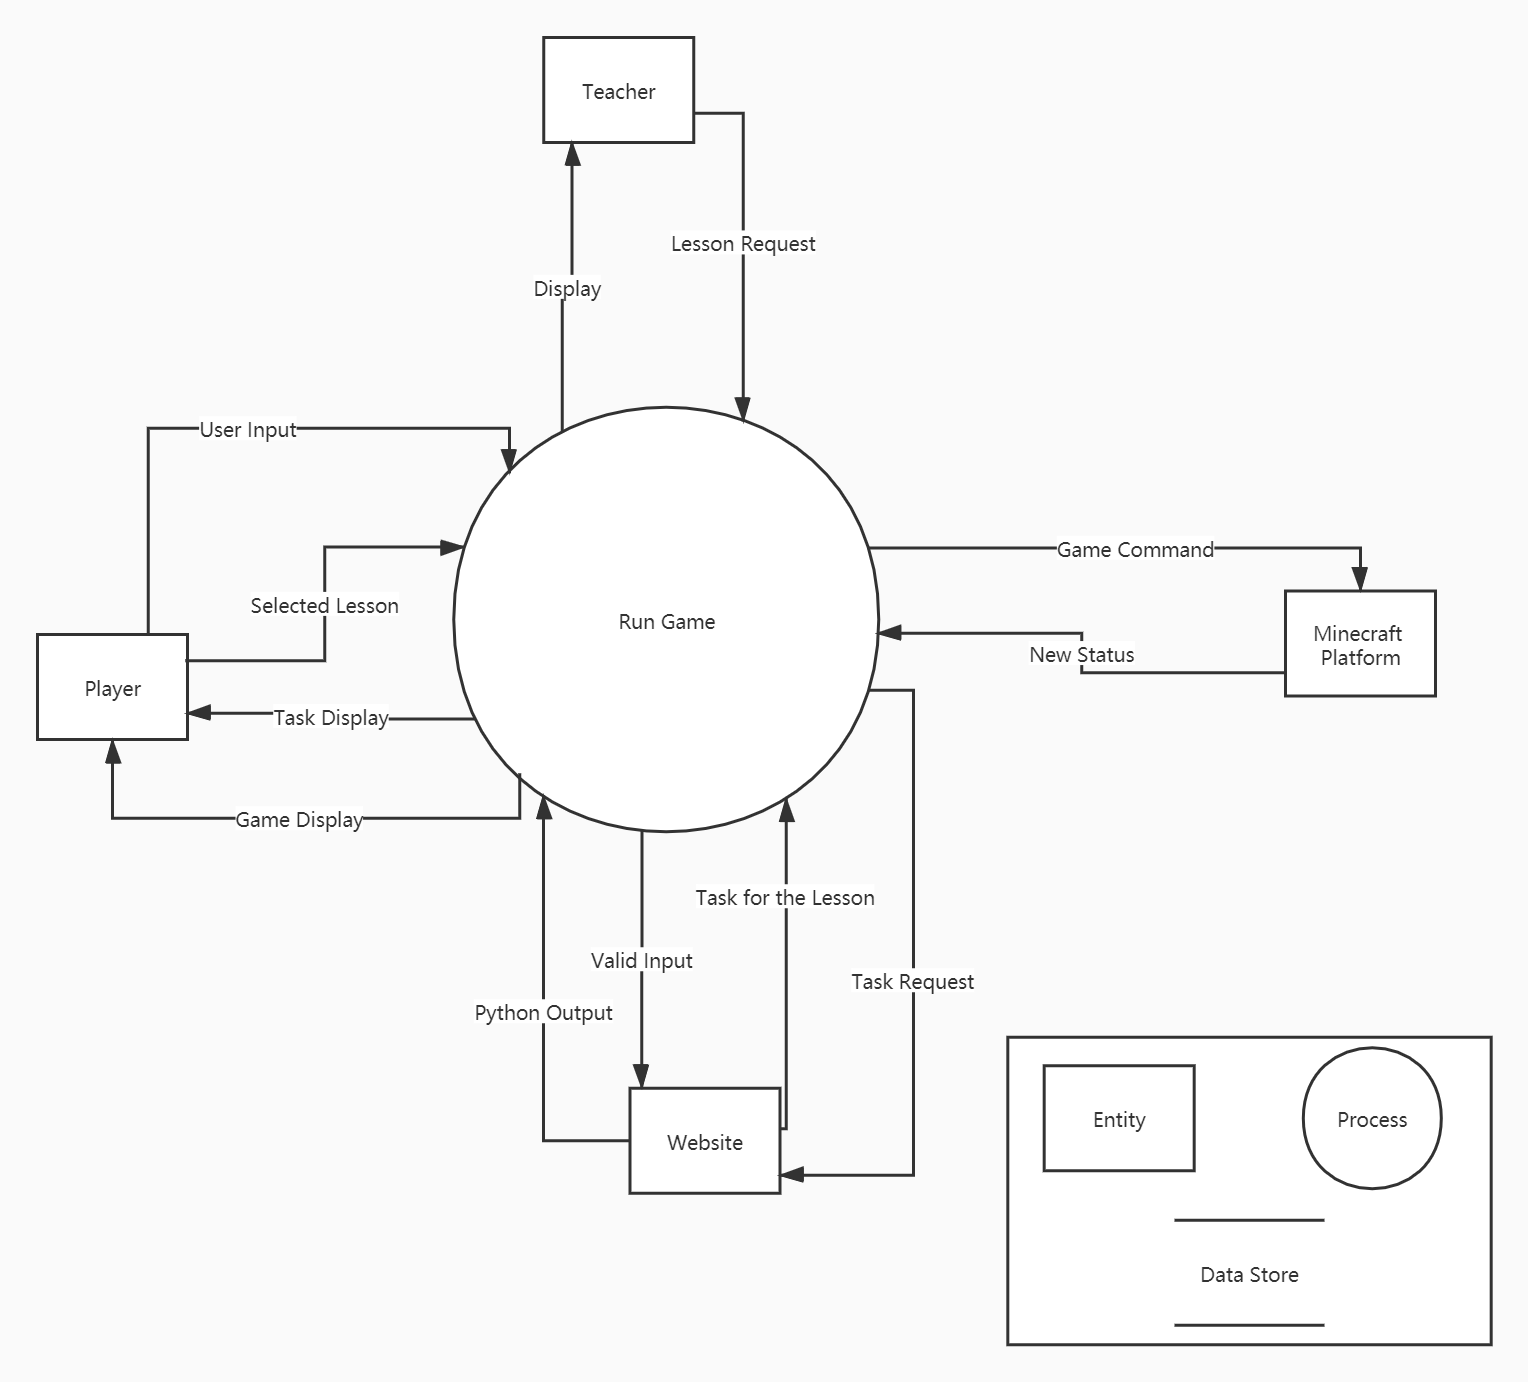 Teacher
Lesson Request
Display
User Input
Game Command
Selected Lesson
Run Game
Minecraft
Platform
New Status
Player
Task Display
Game Display
Task for the Lesson
Valid Input
Task Request
Python Output
Website
Entity
Process
Data Store